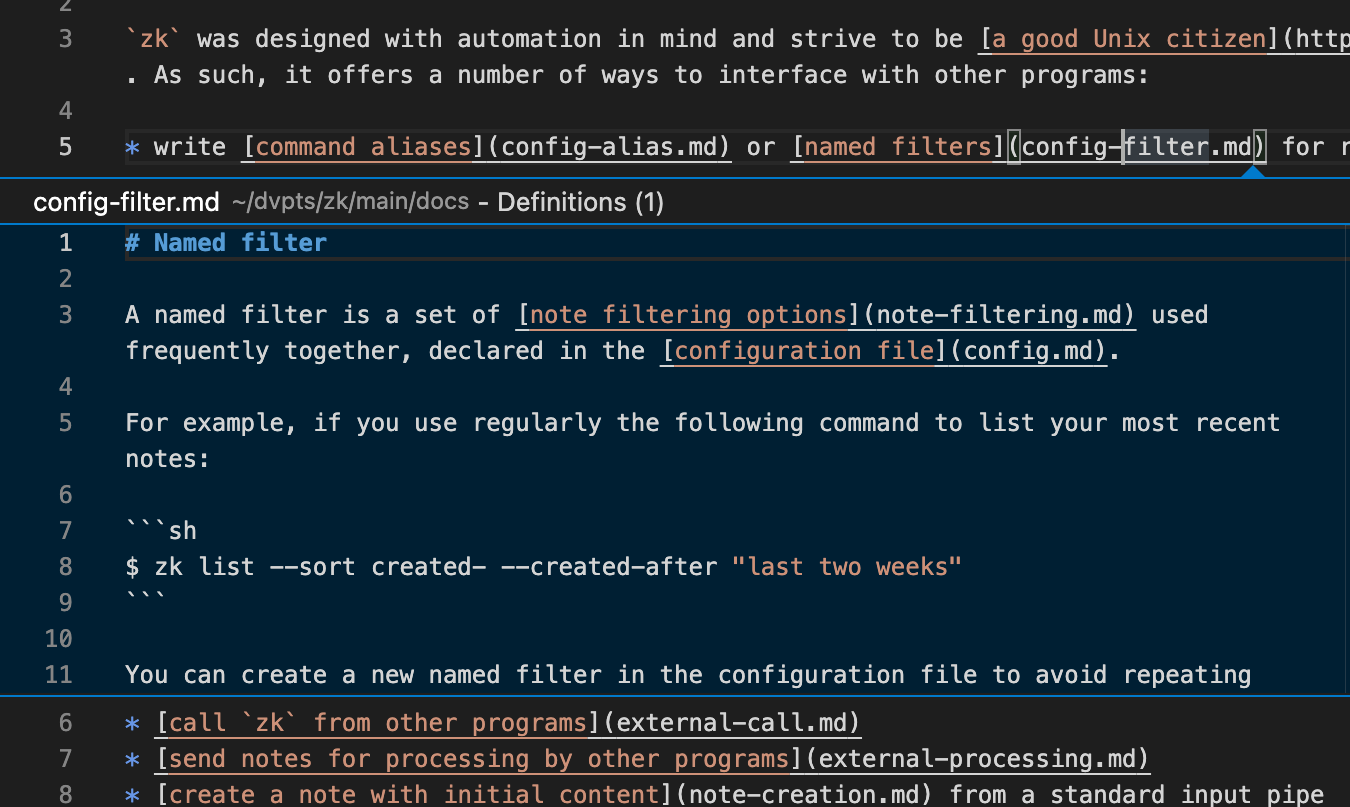 2
3 `zk` was designed with automation in mind and strive to be [a good Unix citizen](http
. As such, it offers a number of ways to interface with other programs:
4
5 * write [command aliases](config-alias.md) or [named filters](config-filter.md) for r
config-filter.md ~/dvpts/zk/main/docs - Definitions (1)
1 # Named filter
2
3 A named filter is a set of [note filtering options](note-filtering.md) used
frequently together, declared in the [configuration file](config.md).
4
5 For example, if you use regularly the following command to list your most recent
notes:
6
7 ```sh
8 $ zk list --sort created- --created-after "last two weeks"
9 ```
10
11 You can create a new named filter in the configuration file to avoid repeating
6 * [call `zk` from other programs](external-call.md)
7 * [send notes for processing by other programs](external-processing.md)
8 * [create a note with initial content](note-creation.md) from a standard input pipe